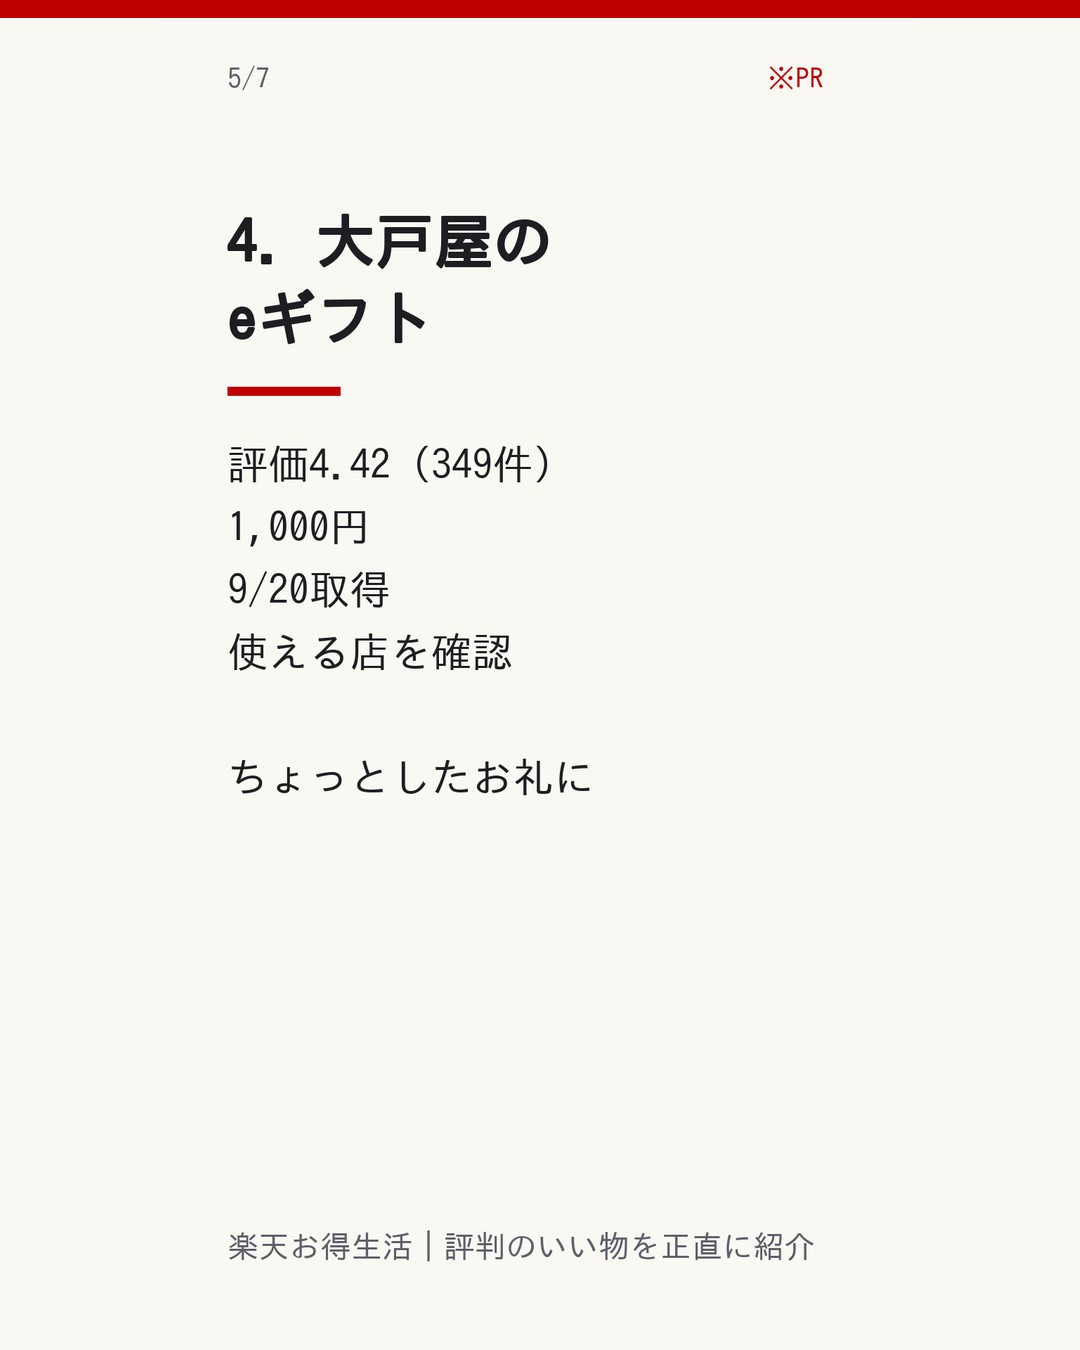 5/7
※PR
4. 大戸屋の
eギフト
評価4.42（349件）
1,000円
9/20取得
使える店を確認
ちょっとしたお礼に
楽天お得生活｜評判のいい物を正直に紹介